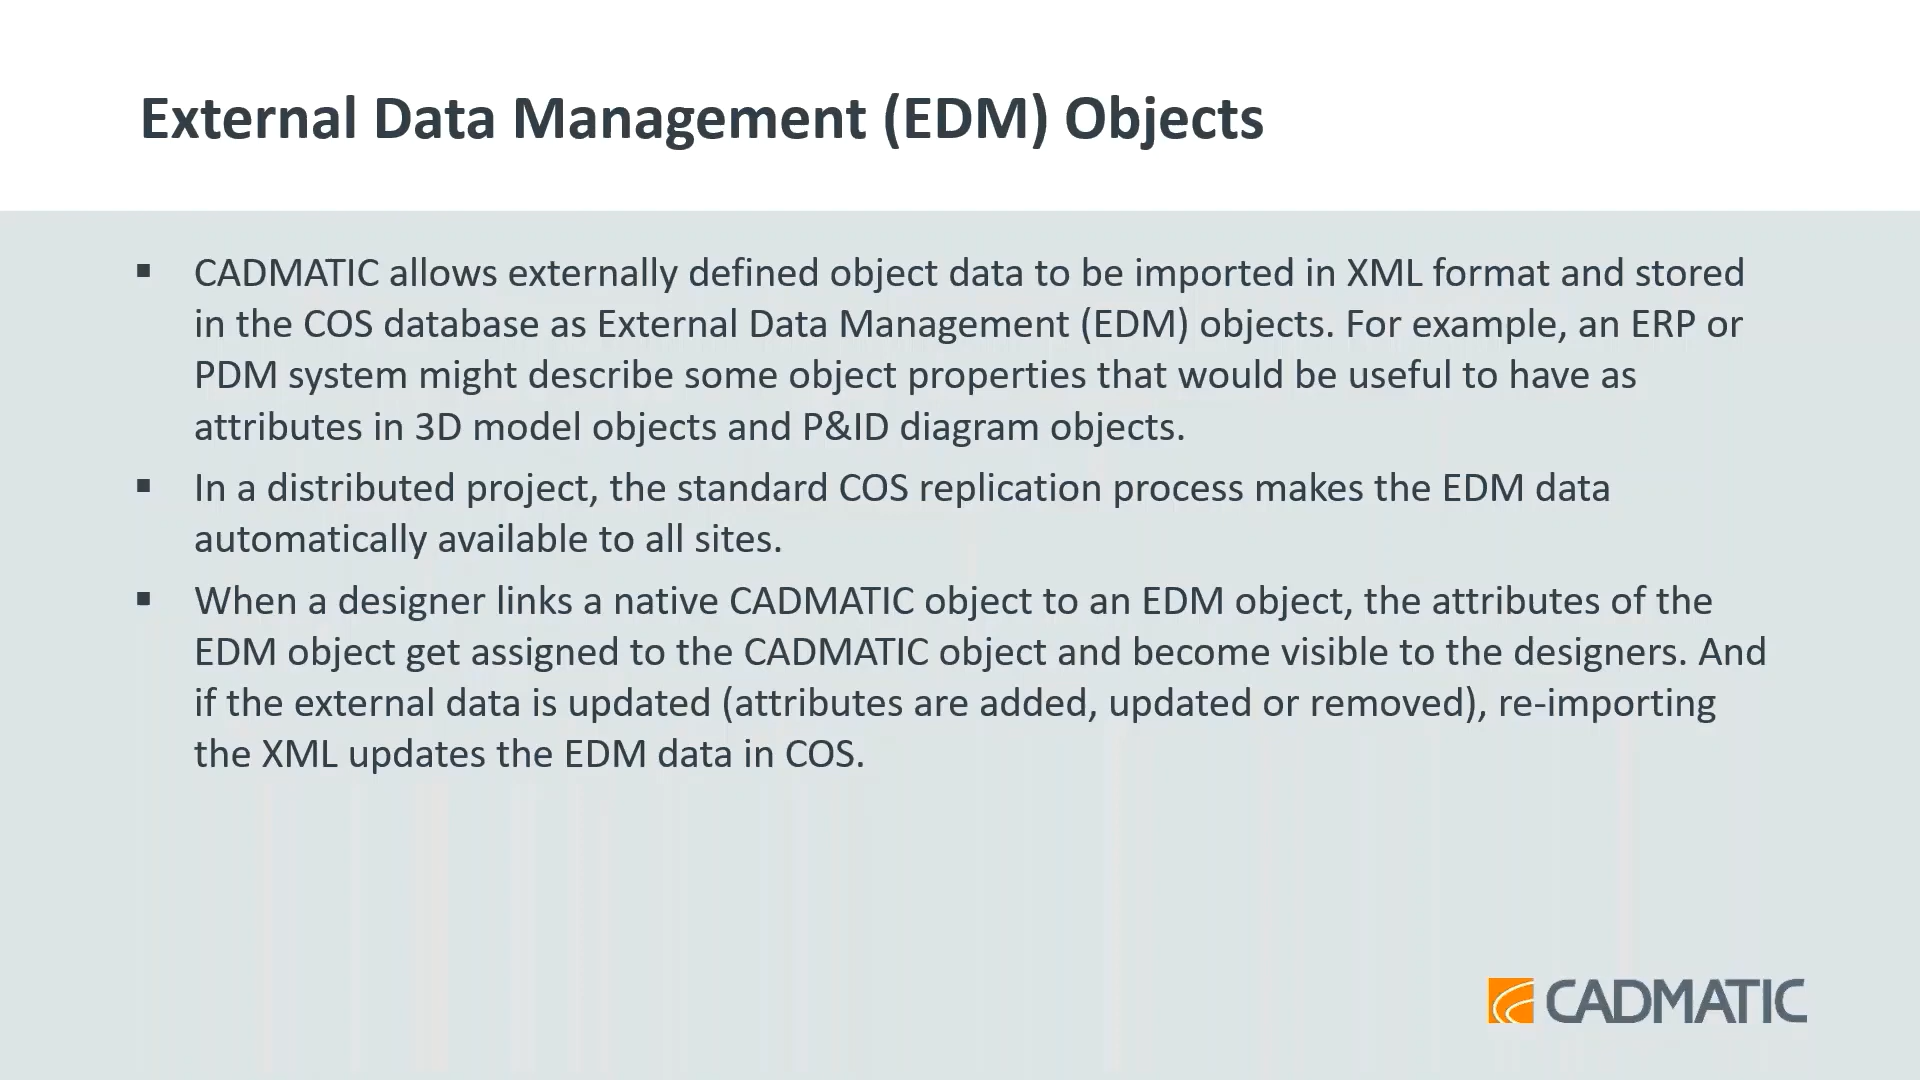 External Data Management (EDM) Objects
▪ CADMATIC allows externally defined object data to be imported in XML format and stored
in the COS database as External Data Management (EDM) objects. For example, an ERP or
PDM system might describe some object properties that would be useful to have as
attributes in 3D model objects and P&ID diagram objects.
▪ In a distributed project, the standard COS replication process makes the EDM data
automatically available to all sites.
▪ When a designer links a native CADMATIC object to an EDM object, the attributes of the
EDM object get assigned to the CADMATIC object and become visible to the designers. And
if the external data is updated (attributes are added, updated or removed), re-importing
the XML updates the EDM data in COS.
CADMATIC